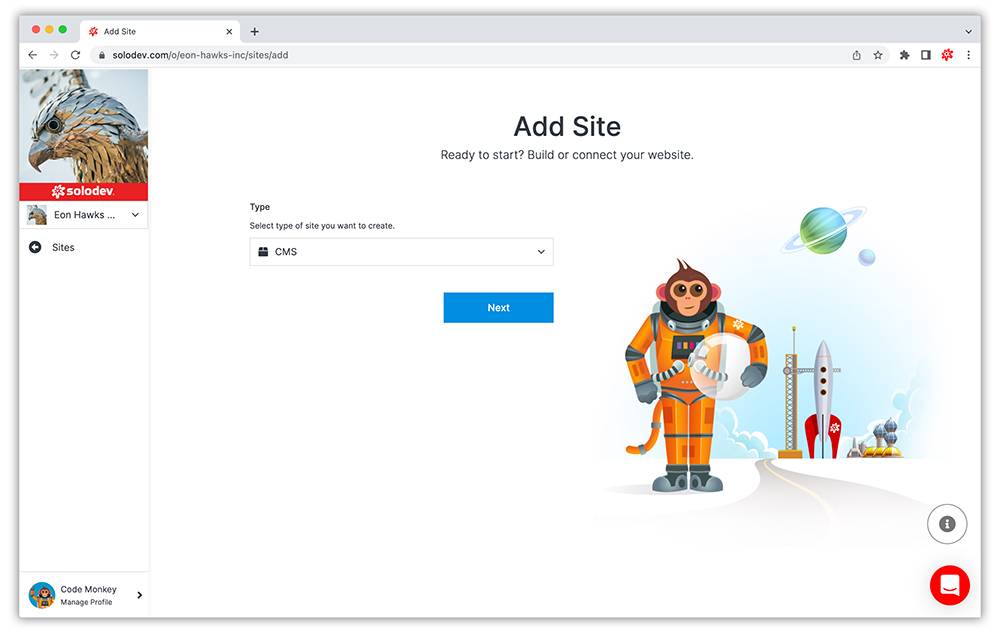 Add Site
solodev.com/o/eon-hawks-inc/sites/add
solodev
Eon Hawks ...
Sites
Add Site
Ready to start? Build or connect your website.
Type
Select type of site you want to create.
CMS
Next
Code Monkey
Manage Profile